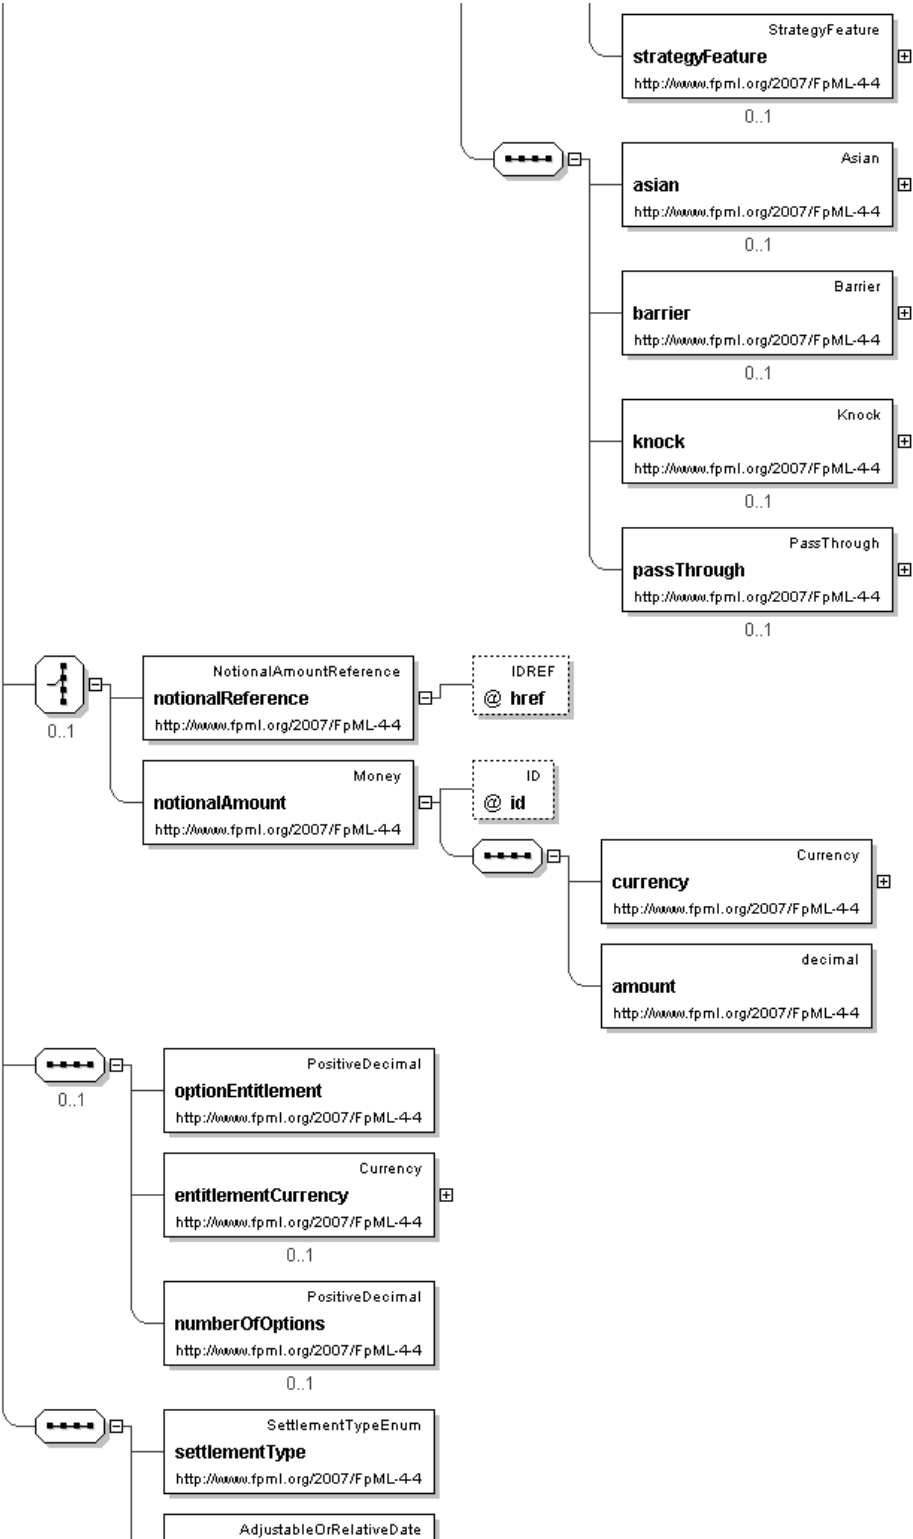 StrategyFeature
strategyFeature
http://www.fpml.org/2007/FpML-4-4
0..1
Asian
asian
http://www.fpml.org/2007/FpML-4-4
0..1
Barrier
barrier
http://www.fpml.org/2007/FpML-4-4
0..1
Knock
knock
http://www.fpml.org/2007/FpML-4-4
0..1
PassThrough
passThrough
http://www.fpml.org/2007/FpML-4-4
0..1
0..1
NotionalAmountReference
notionalReference
http://www.fpml.org/2007/FpML-4-4
IDREF
@ href
Money
notionalAmount
http://www.fpml.org/2007/FpML-4-4
ID
@ id
Currency
currency
http://www.fpml.org/2007/FpML-4-4
decimal
amount
http://www.fpml.org/2007/FpML-4-4
0..1
PositiveDecimal
optionEntitlement
http://www.fpml.org/2007/FpML-4-4
Currency
entitlementCurrency
http://www.fpml.org/2007/FpML-4-4
0..1
PositiveDecimal
numberOfOptions
http://www.fpml.org/2007/FpML-4-4
0..1
SettlementTypeEnum
settlementType
http://www.fpml.org/2007/FpML-4-4
AdjustableOrRelativeDate